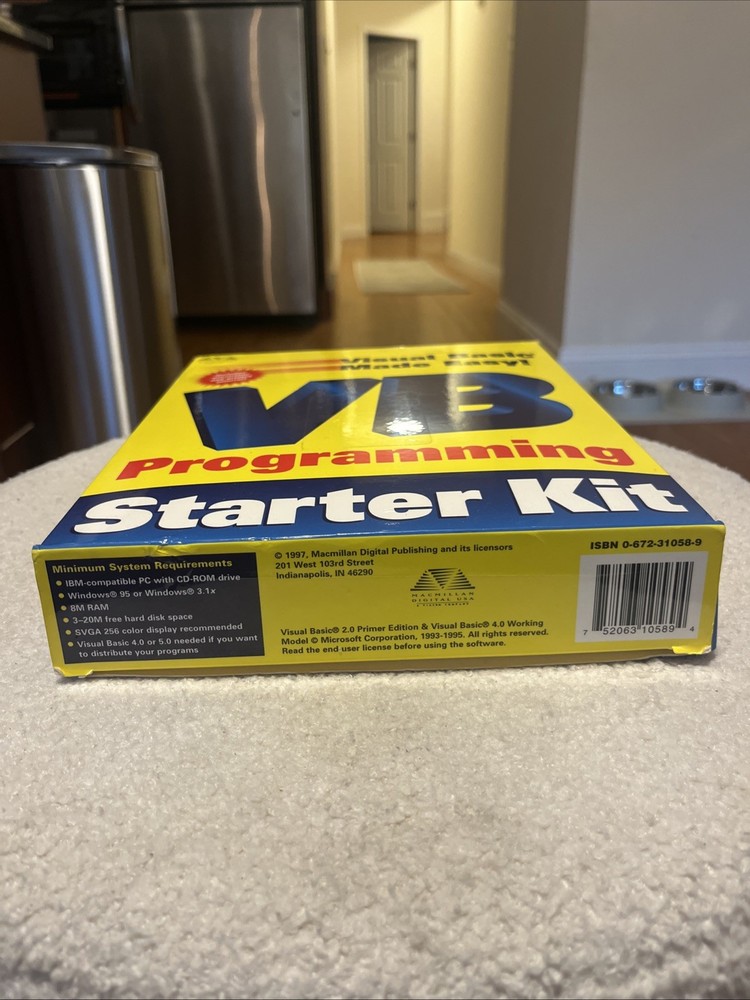 Visual Basic
Made Easy!
VB
Programming
Starter Kit
Minimum System Requirements
• IBM-compatible PC with CD-ROM drive
• Windows® 95 or Windows® 3.1x
• 8M RAM
• 3–20M free hard disk space
• SVGA 256 color display recommended
• Visual Basic 4.0 or 5.0 needed if you want
to distribute your programs
© 1997, Macmillan Digital Publishing and its licensors
201 West 103rd Street
Indianapolis, IN 46290
MACMILLAN
DIGITAL USA
Visual Basic® 2.0 Primer Edition & Visual Basic® 4.0 Working
Model © Microsoft Corporation, 1993-1995. All rights reserved.
Read the end user license before using the software.
ISBN 0-672-31058-9
7 52063 10589 4